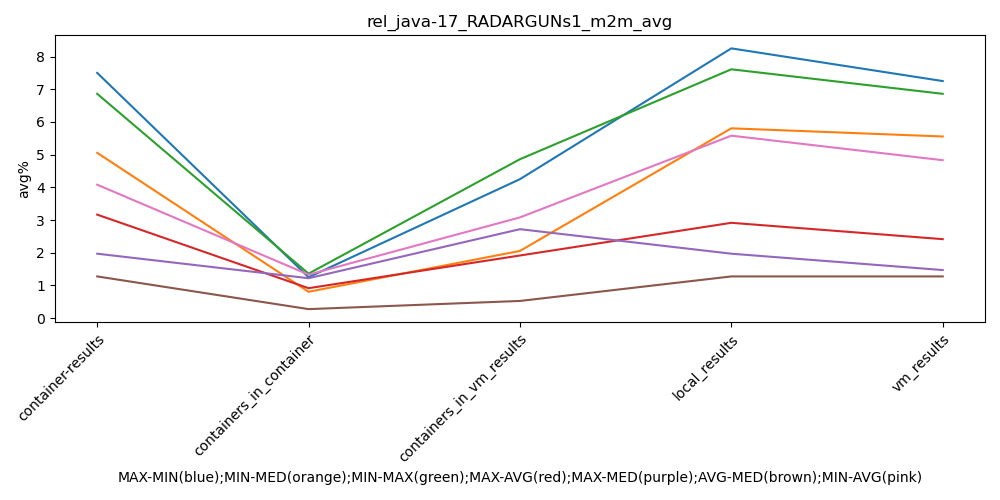 rel_java-17_RADARGUNs1_m2m_avg
8
7
6
5
4
3
2
1
0
avg%
container-results
containers_in_container
containers_in_vm_results
local_results
vm_results
MAX-MIN(blue);MIN-MED(orange);MIN-MAX(green);MAX-AVG(red);MAX-MED(purple);AVG-MED(brown);MIN-AVG(pink)